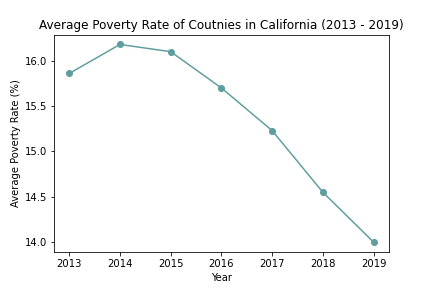 Average Poverty Rate of Coutnies in California (2013 - 2019)
Average Poverty Rate (%)
16.0
15.5
15.0
14.5
14.0
2013 2014 2015 2016 2017 2018 2019
Year